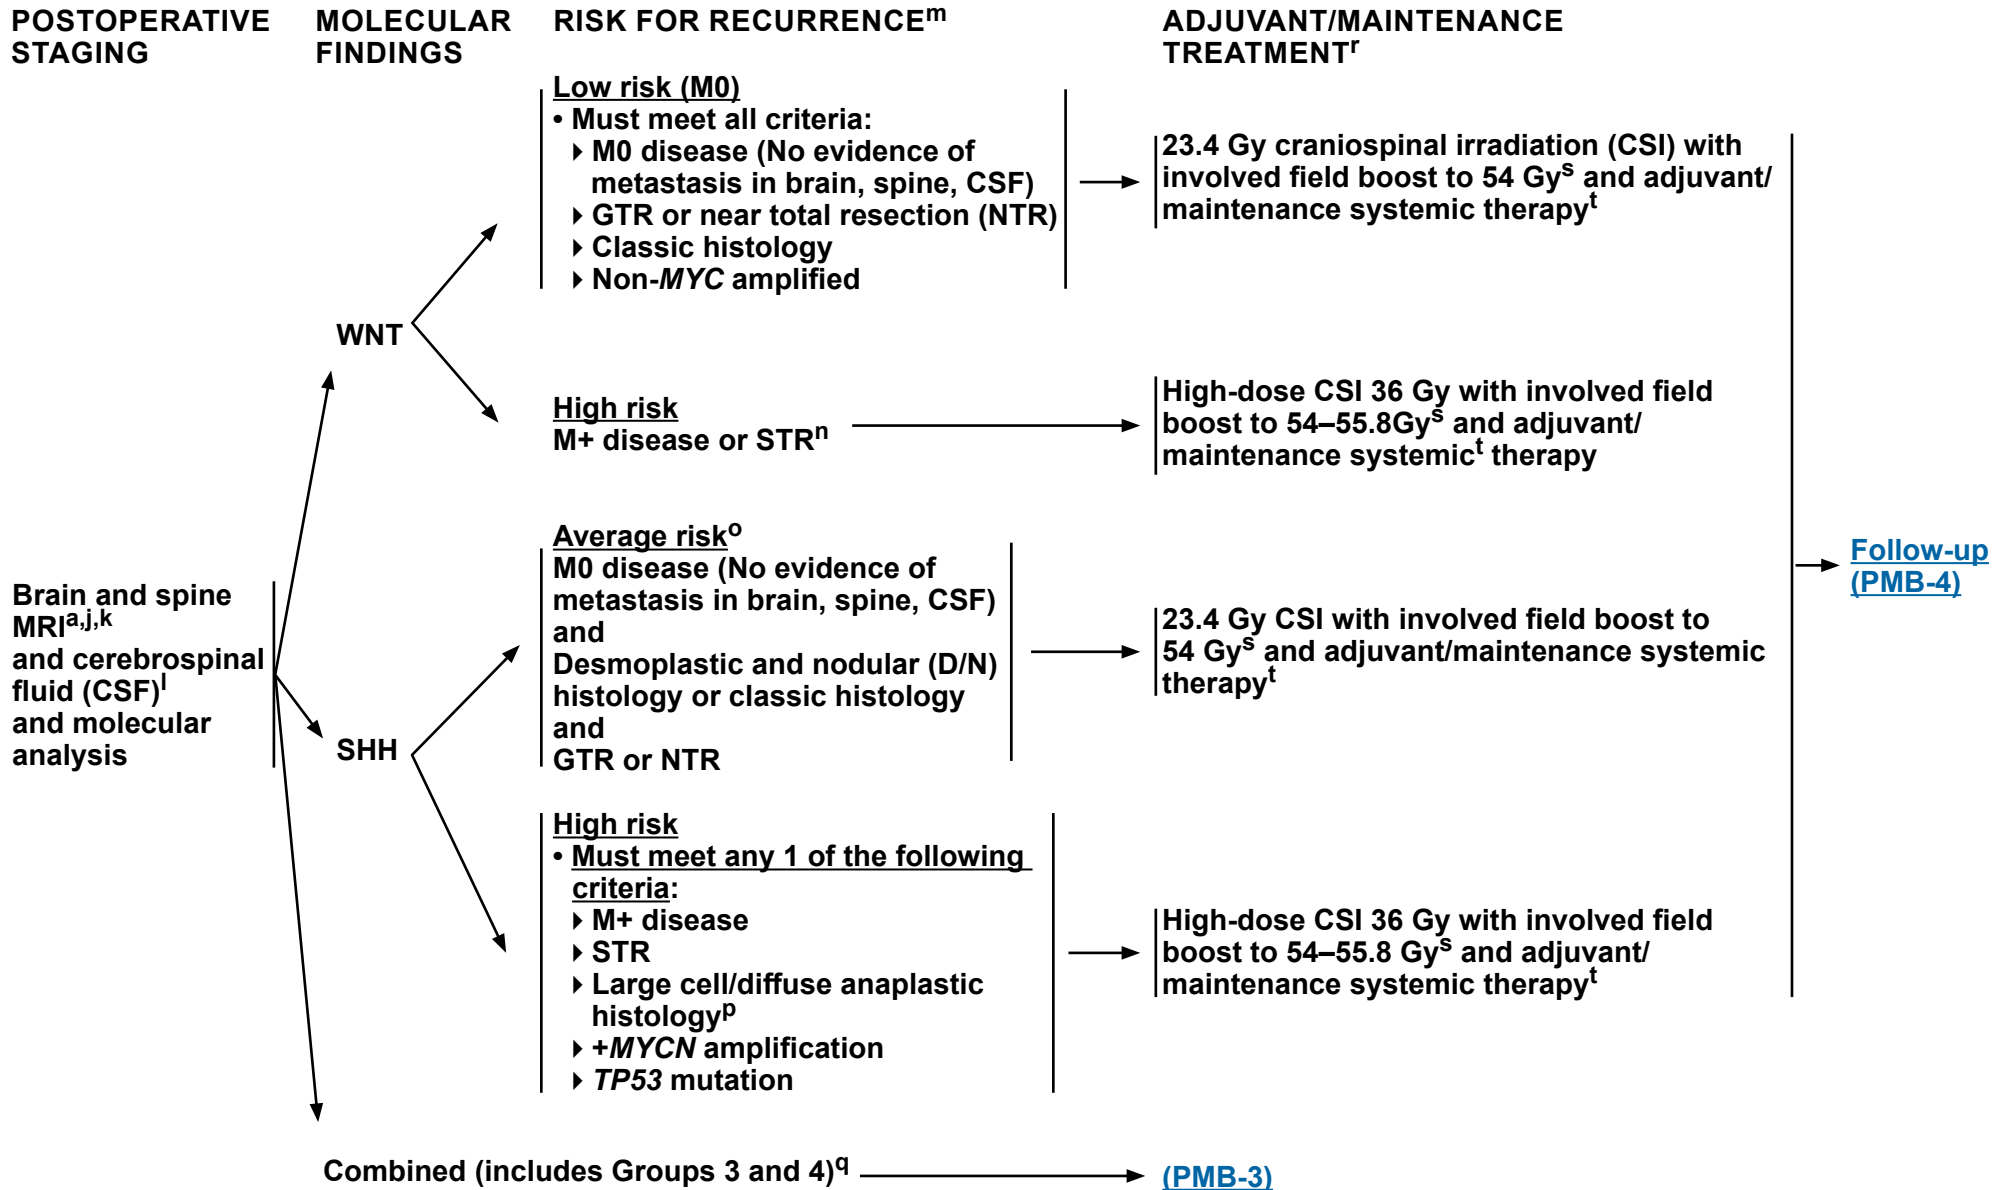 POSTOPERATIVE
STAGING
MOLECULAR
FINDINGS
RISK FOR RECURRENCEᵐ
ADJUVANT/MAINTENANCE
TREATMENTʳ
Brain and spine
MRIᵃ,ʲ,ᵏ
and cerebrospinal
fluid (CSF)ˡ
and molecular
analysis
WNT
Low risk (M0)
• Must meet all criteria:
▸ M0 disease (No evidence of
metastasis in brain, spine, CSF)
▸ GTR or near total resection (NTR)
▸ Classic histology
▸ Non-MYC amplified
23.4 Gy craniospinal irradiation (CSI) with
involved field boost to 54 Gyˢ and adjuvant/
maintenance systemic therapyᵗ
High risk
M+ disease or STRⁿ
High-dose CSI 36 Gy with involved field
boost to 54–55.8Gyˢ and adjuvant/
maintenance systemicᵗ therapy
SHH
Average riskᵒ
M0 disease (No evidence of
metastasis in brain, spine, CSF)
and
Desmoplastic and nodular (D/N)
histology or classic histology
and
GTR or NTR
23.4 Gy CSI with involved field boost to
54 Gyˢ and adjuvant/maintenance systemic
therapyᵗ
High risk
• Must meet any 1 of the following
criteria:
▸ M+ disease
▸ STR
▸ Large cell/diffuse anaplastic
histologyᵖ
▸ +MYCN amplification
▸ TP53 mutation
High-dose CSI 36 Gy with involved field
boost to 54–55.8 Gyˢ and adjuvant/
maintenance systemic therapyᵗ
Follow-up
(PMB-4)
Combined (includes Groups 3 and 4)𐞥
(PMB-3)